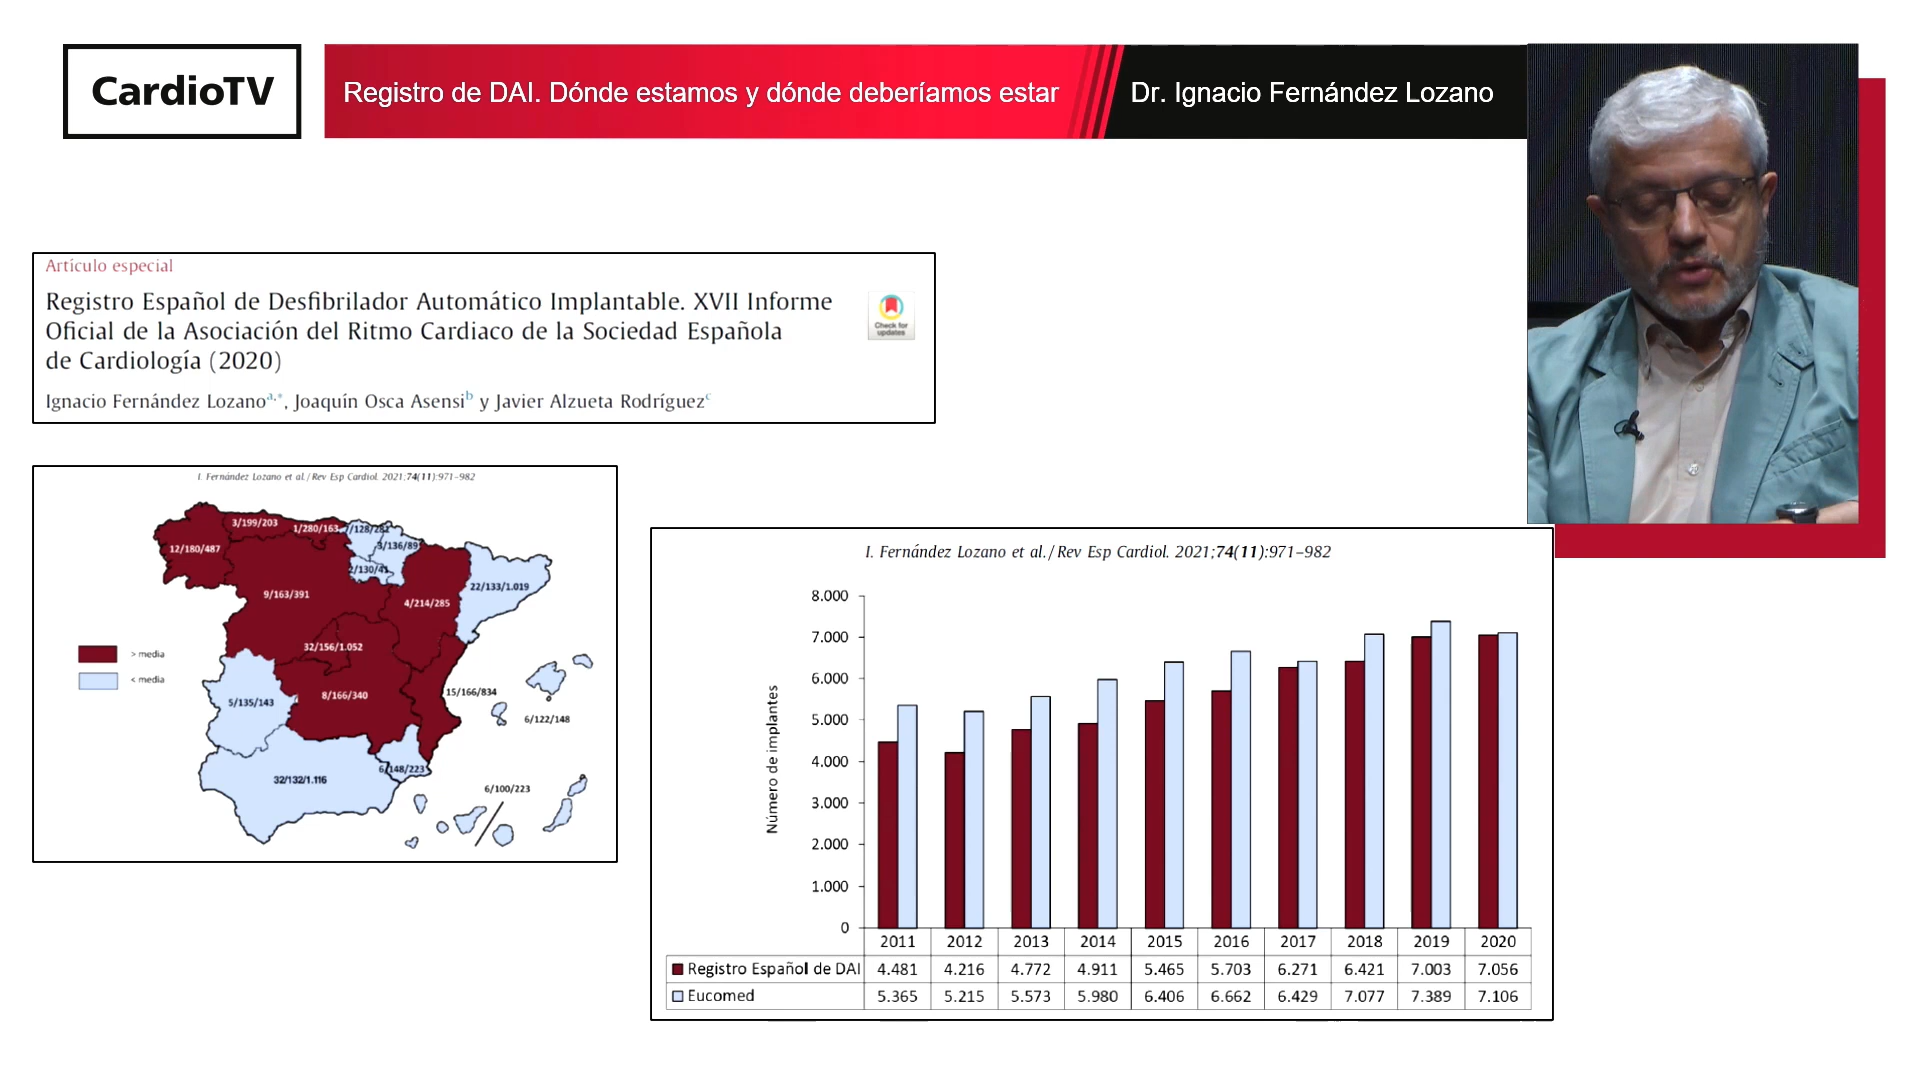 CardioTV
Registro de DAI. Dónde estamos y dónde deberíamos estar
Dr. Ignacio Fernández Lozano
Artículo especial
Registro Español de Desfibrilador Automático Implantable. XVII Informe
Oficial de la Asociación del Ritmo Cardiaco de la Sociedad Española
de Cardiología (2020)
Check for
updates
Ignacio Fernández Lozano a,*, Joaquín Osca Asensi b y Javier Alzueta Rodríguez c
I. Fernández Lozano et al./Rev Esp Cardiol. 2021;74(11):971–982
3/199/203
1/280/163
12/180/487
3/136/89
22/133/1.019
9/163/391
4/214/285
32/156/1.052
> media
< media
8/166/340
5/135/143
15/166/834
6/122/148
6/148/223
32/132/1.116
6/100/223
I. Fernández Lozano et al./Rev Esp Cardiol. 2021;74(11):971–982
Número de implantes
8.000
7.000
6.000
5.000
4.000
3.000
2.000
1.000
0
2011 2012 2013 2014 2015 2016 2017 2018 2019 2020
Registro Español de DAI 4.481 4.216 4.772 4.911 5.465 5.703 6.271 6.421 7.003 7.056
Eucomed 5.365 5.215 5.573 5.980 6.406 6.662 6.429 7.077 7.389 7.106